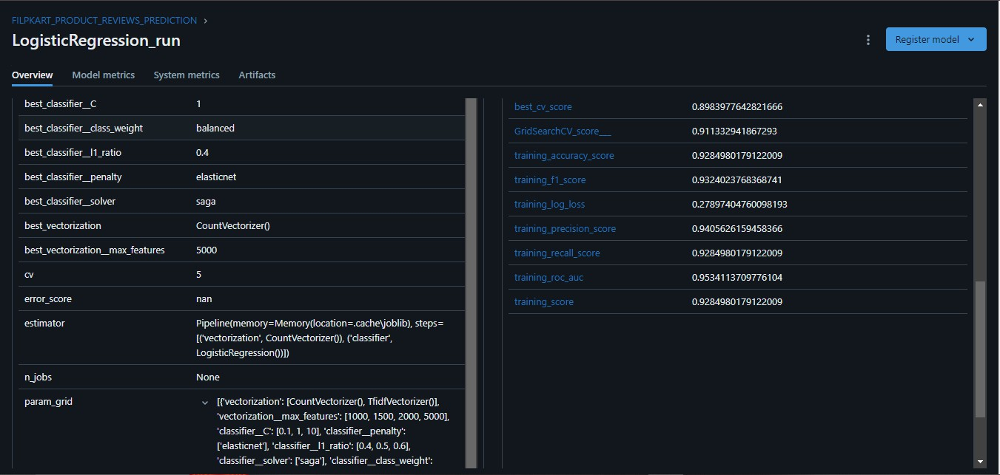 FILPKART_PRODUCT_REVIEWS_PREDICTION
LogisticRegression_run
Register model
Overview Model metrics System metrics Artifacts
best_classifier__C 1
best_classifier__class_weight balanced
best_classifier__l1_ratio 0.4
best_classifier__penalty elasticnet
best_classifier__solver saga
best_vectorization CountVectorizer()
best_vectorization__max_features 5000
cv 5
error_score nan
estimator Pipeline(memory=Memory(location=.cache\joblib), steps=
[('vectorization', CountVectorizer()), ('classifier',
LogisticRegression())])
n_jobs None
param_grid [{'vectorization': [CountVectorizer(), TfidfVectorizer()],
'vectorization__max_features': [1000, 1500, 2000, 5000],
'classifier__C': [0.1, 1, 10], 'classifier__penalty':
['elasticnet'], 'classifier__l1_ratio': [0.4, 0.5, 0.6],
'classifier__solver': ['saga'], 'classifier__class_weight':
best_cv_score 0.8983977642821666
GridSearchCV_score___ 0.911332941867293
training_accuracy_score 0.9284980179122009
training_f1_score 0.9324023768368741
training_log_loss 0.27897404760098193
training_precision_score 0.9405626159458366
training_recall_score 0.9284980179122009
training_roc_auc 0.9534113709776104
training_score 0.9284980179122009